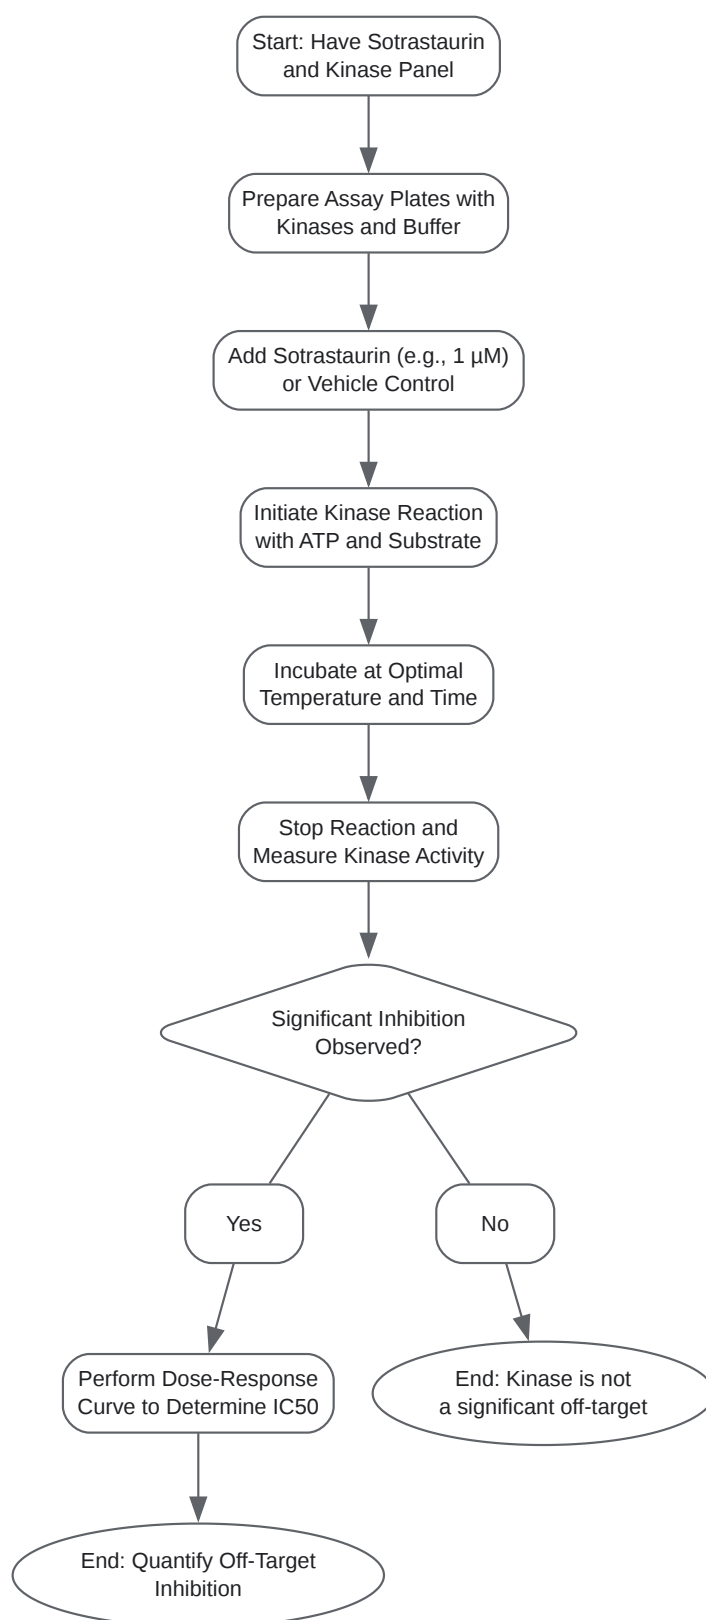 Start: Have Sotrastaurin
and Kinase Panel
Prepare Assay Plates with
Kinases and Buffer
Add Sotrastaurin (e.g., 1 µM)
or Vehicle Control
Initiate Kinase Reaction
with ATP and Substrate
Incubate at Optimal
Temperature and Time
Stop Reaction and
Measure Kinase Activity
Significant Inhibition
Observed?
Yes
No
Perform Dose-Response
Curve to Determine IC50
End: Kinase is not
a significant off-target
End: Quantify Off-Target
Inhibition